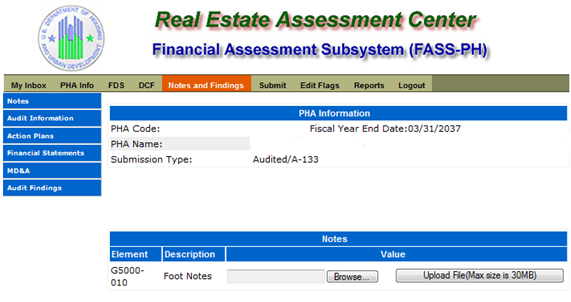 U.S. DEPARTMENT OF HOUSING AND URBAN DEVELOPMENT
Real Estate Assessment Center
Financial Assessment Subsystem (FASS-PH)
My Inbox PHA Info FDS DCF Notes and Findings Submit Edit Flags Reports Logout
Notes
Audit Information
Action Plans
Financial Statements
MD&A
Audit Findings
PHA Information
PHA Code: Fiscal Year End Date:03/31/2037
PHA Name:
Submission Type: Audited/A-133
Notes
Element Description Value
G5000-010 Foot Notes Browse... Upload File(Max size is 30MB)